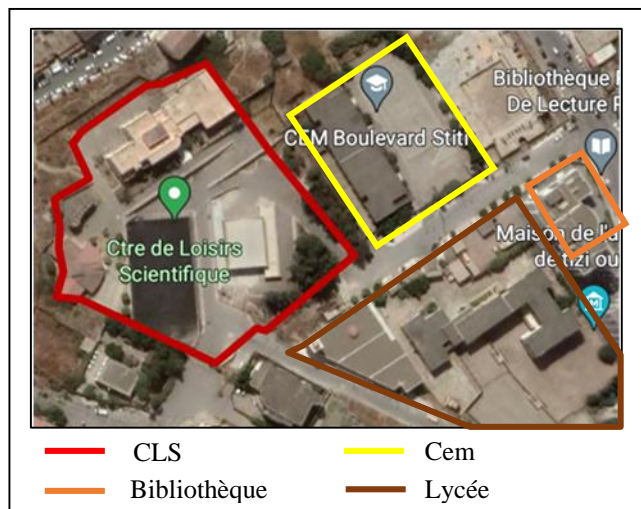 Bibliothèque
De Lecture
CEM Boulevard Stiti
Ctre de Loisirs
Scientifique
Maison de l'a
de tizi ou
CLS
Cem
Bibliothèque
Lycée